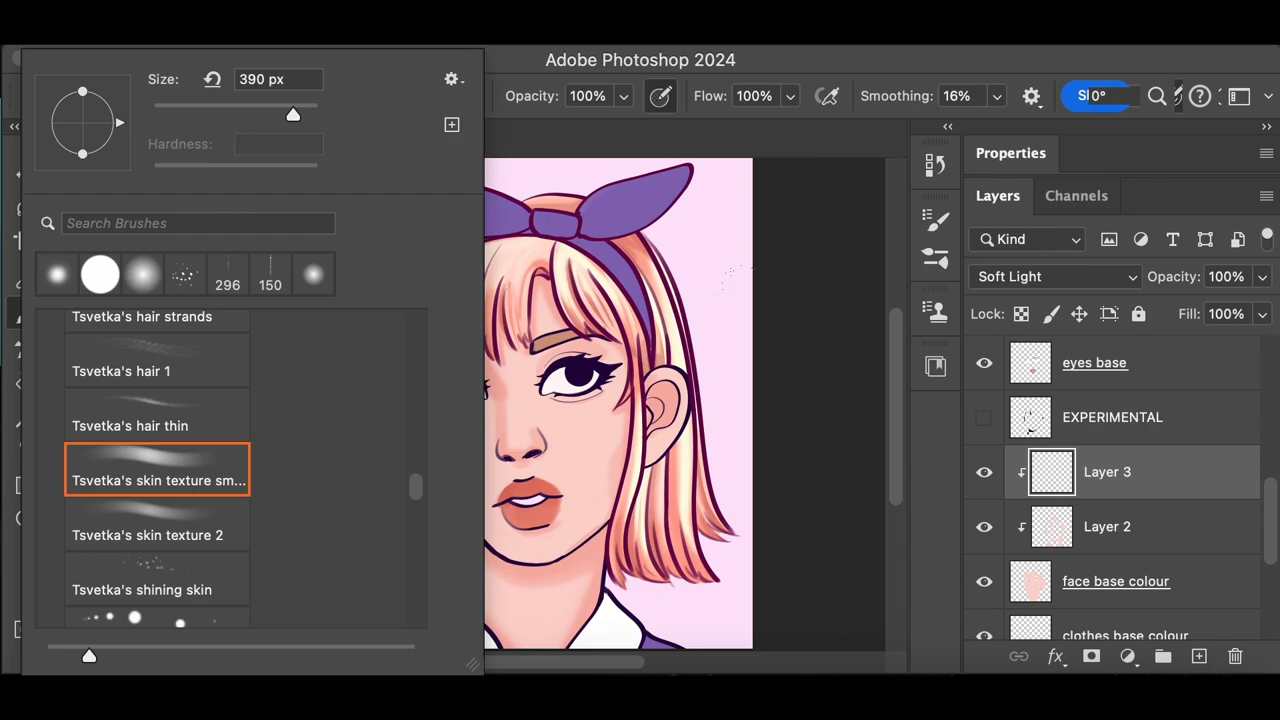 Adobe Photoshop 2024
Size: 390 px
Hardness:
Opacity: 100% Flow: 100% Smoothing: 16% 0°
Search Brushes
296 150
Tsvetka's hair strands
Tsvetka's hair 1
Tsvetka's hair thin
Tsvetka's skin texture sm...
Tsvetka's skin texture 2
Tsvetka's shining skin
Properties
Layers Channels
Kind
Soft Light Opacity: 100%
Lock: Fill: 100%
eyes base
EXPERIMENTAL
Layer 3
Layer 2
face base colour
clothes base colour
fx